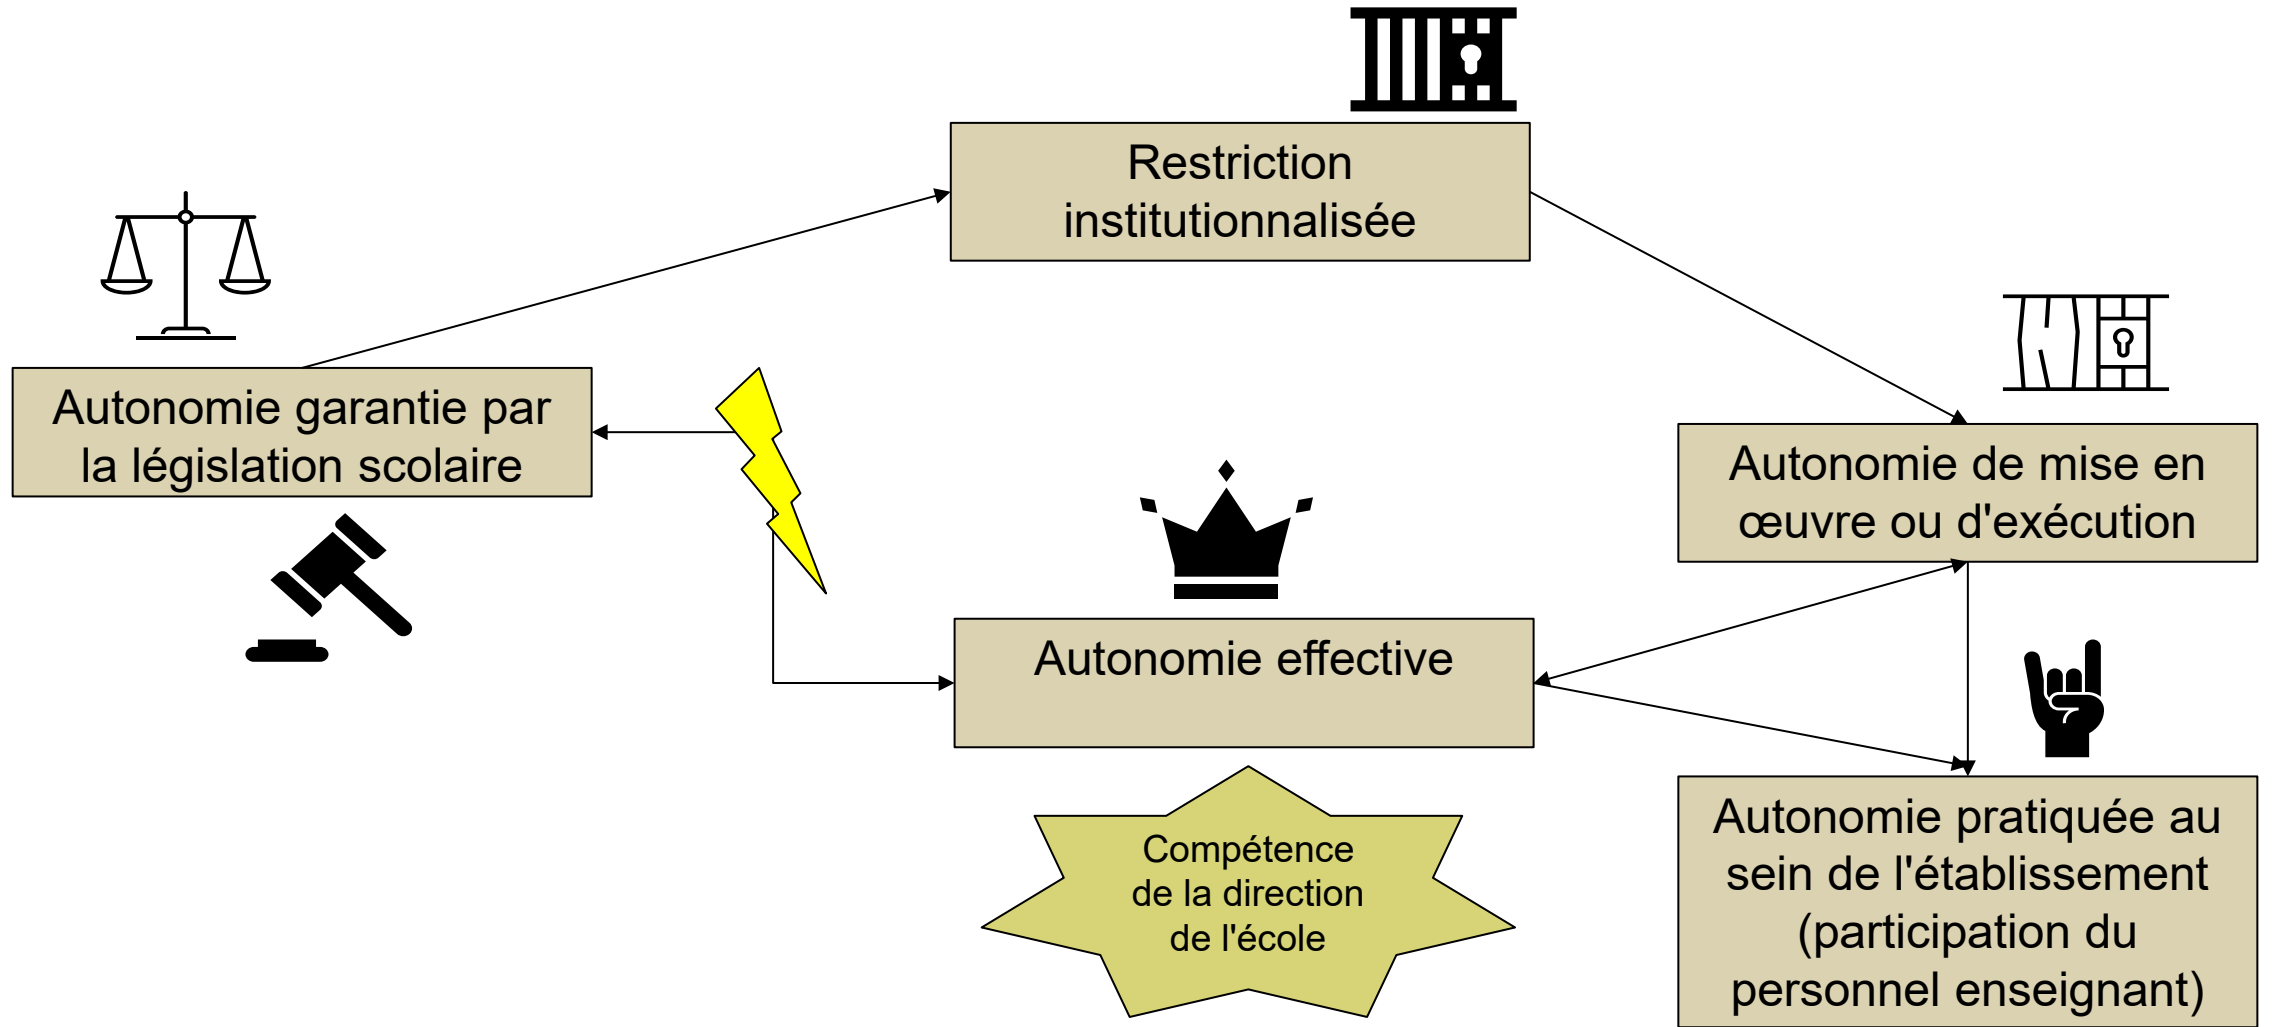 Restriction
institutionnalisée
Autonomie garantie par
la législation scolaire
Autonomie de mise en
œuvre ou d'exécution
Autonomie effective
Compétence
de la direction
de l'école
Autonomie pratiquée au
sein de l'établissement
(participation du
personnel enseignant)